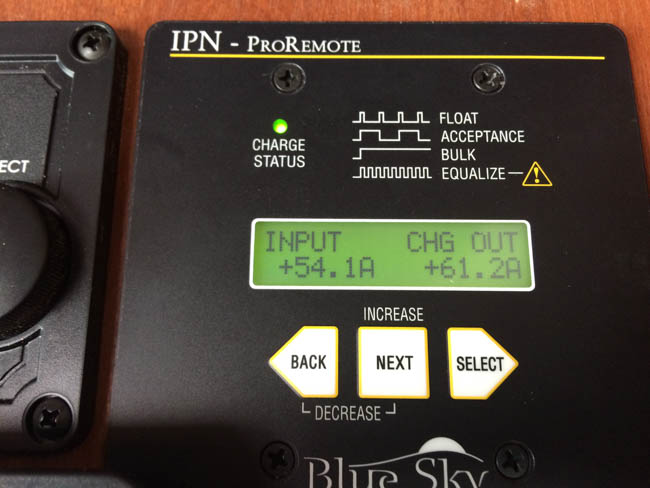 IPN - PROREMOTE
ECT
CHARGE
STATUS
FLOAT
ACCEPTANCE
BULK
EQUALIZE
INPUT CHG OUT
+54.1A +61.2A
INCREASE
BACK NEXT SELECT
DECREASE
Blue Sky